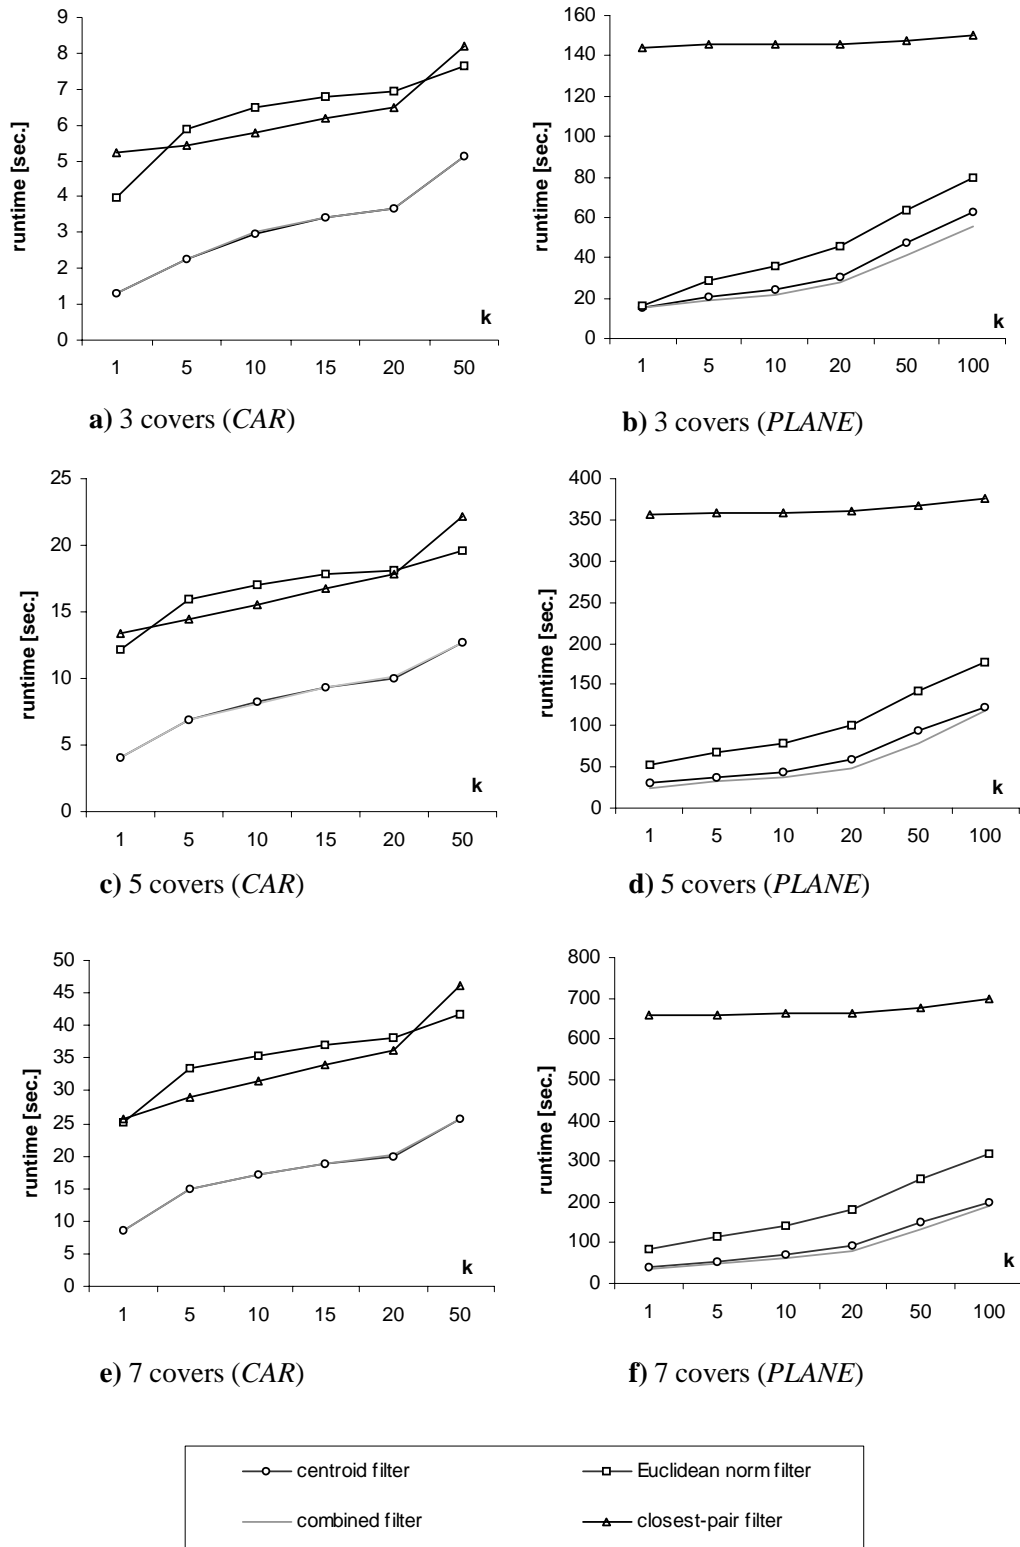 9
8
7
6
5
4
3
2
1
0
runtime [sec.]
k
1 5 10 15 20 50
a) 3 covers (CAR)
160
140
120
100
80
60
40
20
0
runtime [sec.]
k
1 5 10 20 50 100
b) 3 covers (PLANE)
25
20
15
10
5
0
runtime [sec.]
k
1 5 10 15 20 50
c) 5 covers (CAR)
400
350
300
250
200
150
100
50
0
runtime [sec.]
k
1 5 10 20 50 100
d) 5 covers (PLANE)
50
45
40
35
30
25
20
15
10
5
0
runtime [sec.]
k
1 5 10 15 20 50
e) 7 covers (CAR)
800
700
600
500
400
300
200
100
0
runtime [sec.]
k
1 5 10 20 50 100
f) 7 covers (PLANE)
centroid filter
Euclidean norm filter
combined filter
closest-pair filter